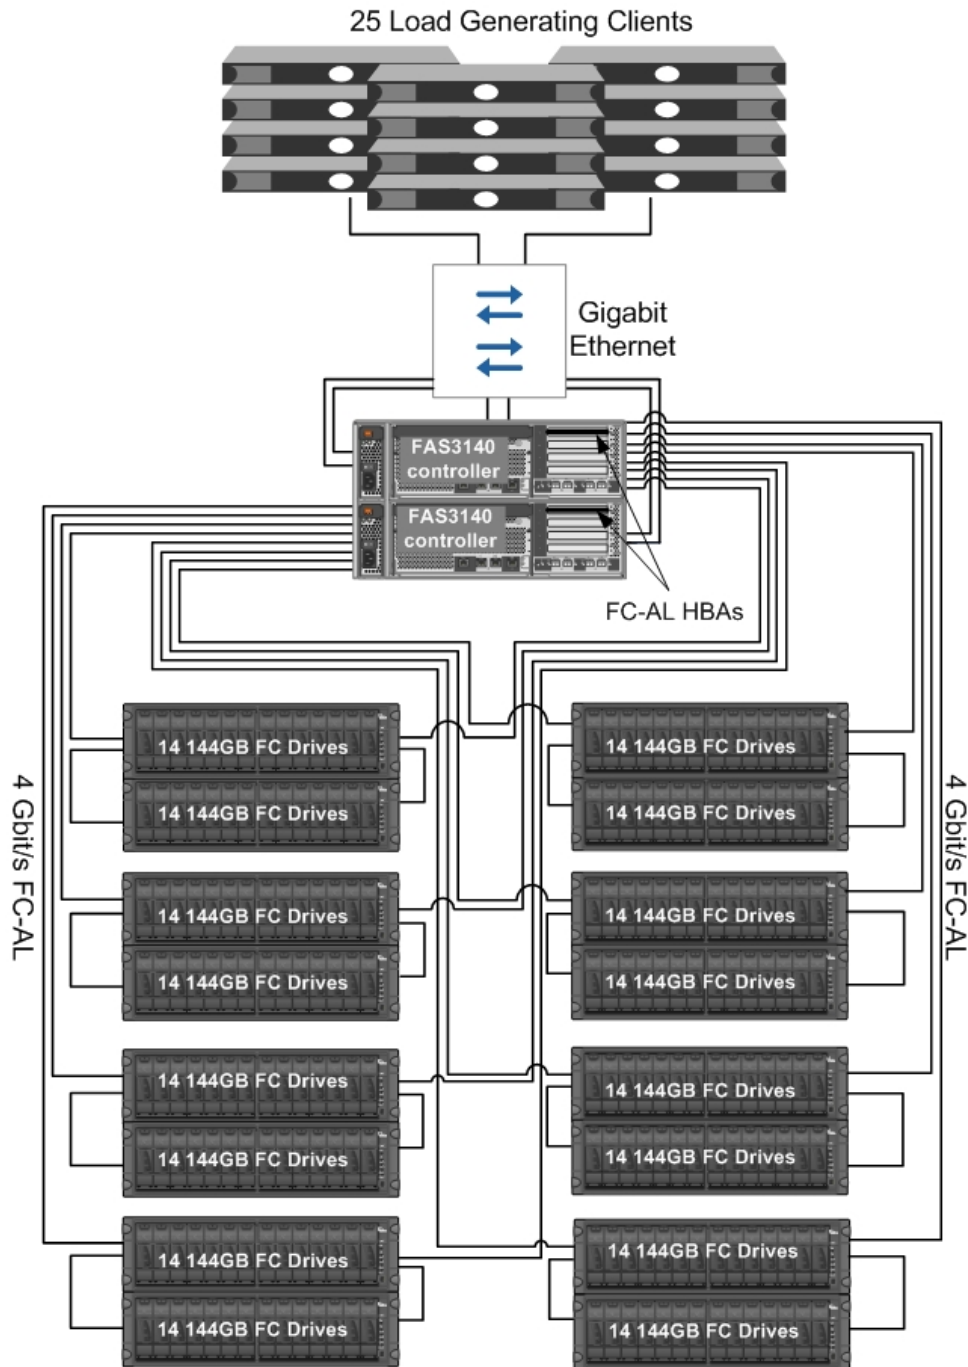 25 Load Generating Clients
Gigabit
Ethernet
FAS3140
controller
FAS3140
controller
FC-AL HBAs
14 144GB FC Drives
14 144GB FC Drives
14 144GB FC Drives
14 144GB FC Drives
4 Gbit/s FC-AL
4 Gbit/s FC-AL
14 144GB FC Drives
14 144GB FC Drives
14 144GB FC Drives
14 144GB FC Drives
14 144GB FC Drives
14 144GB FC Drives
14 144GB FC Drives
14 144GB FC Drives
14 144GB FC Drives
14 144GB FC Drives
14 144GB FC Drives
14 144GB FC Drives